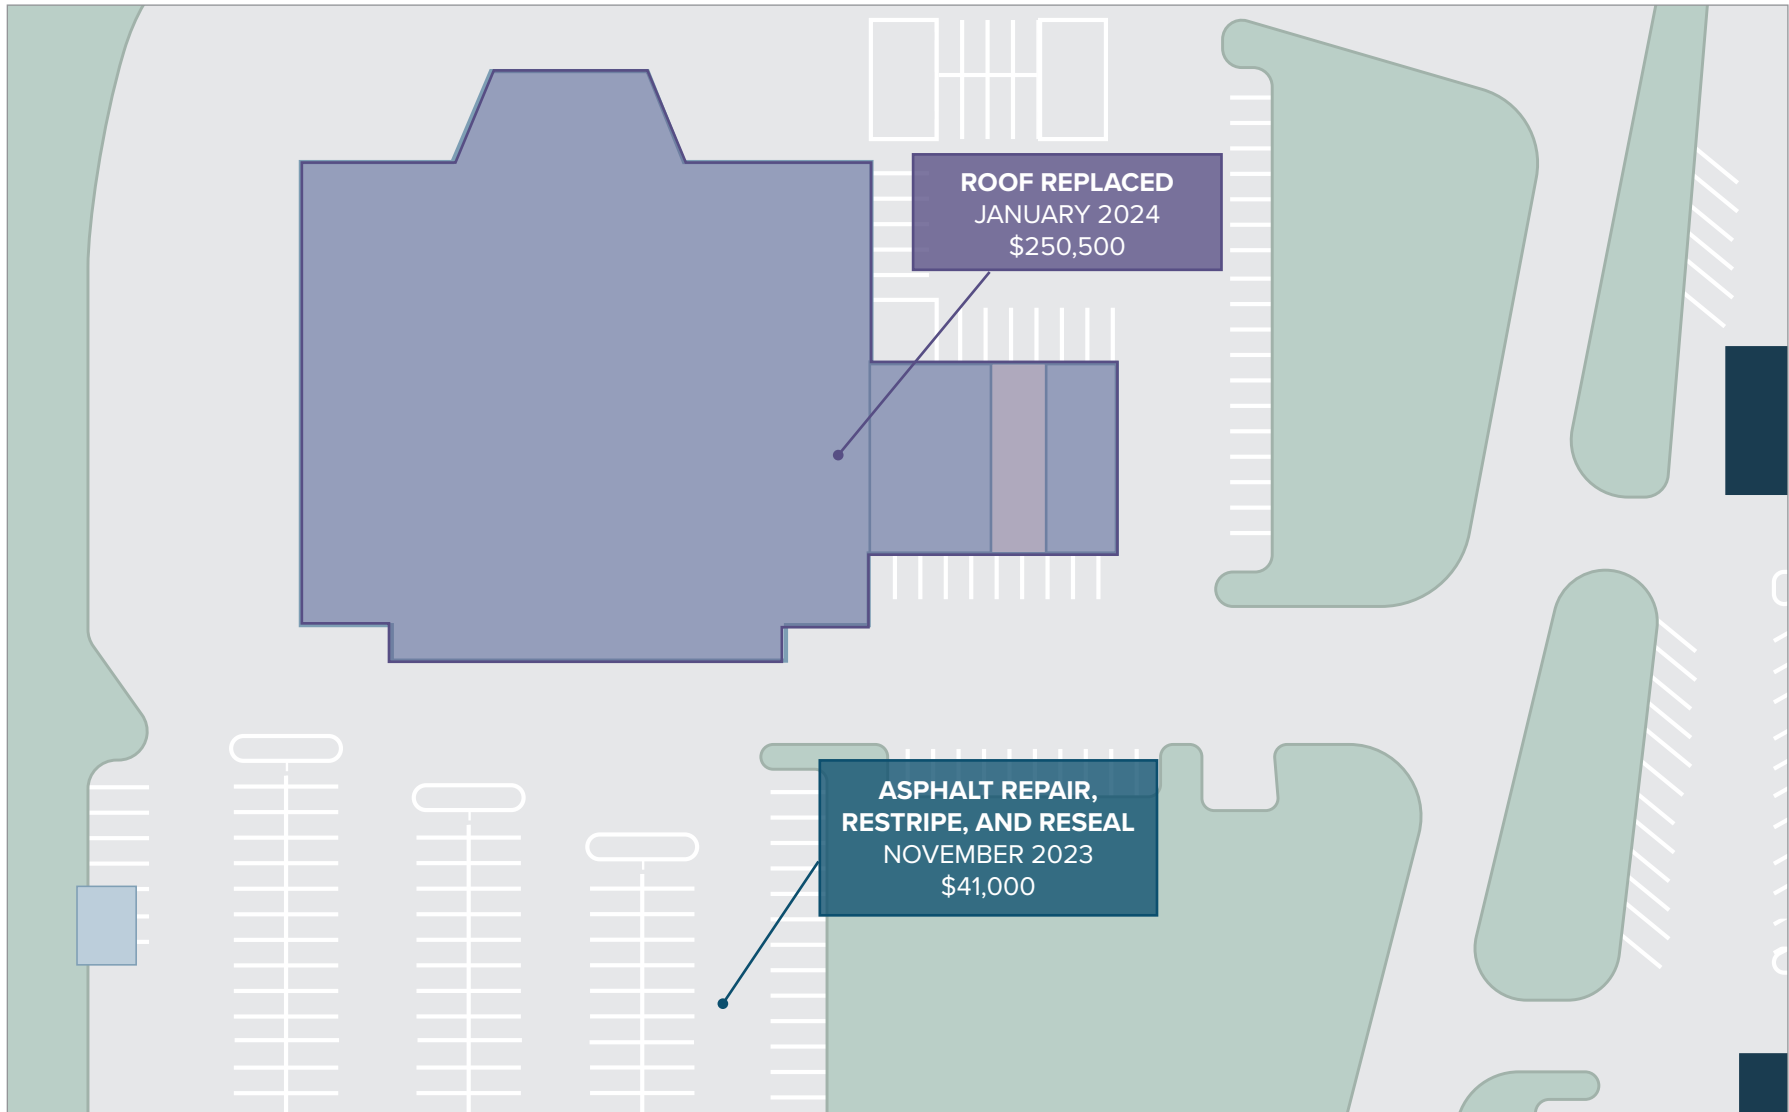 ROOF REPLACED
JANUARY 2024
$250,500
ASPHALT REPAIR,
RESTRIPE, AND RESEAL
NOVEMBER 2023
$41,000